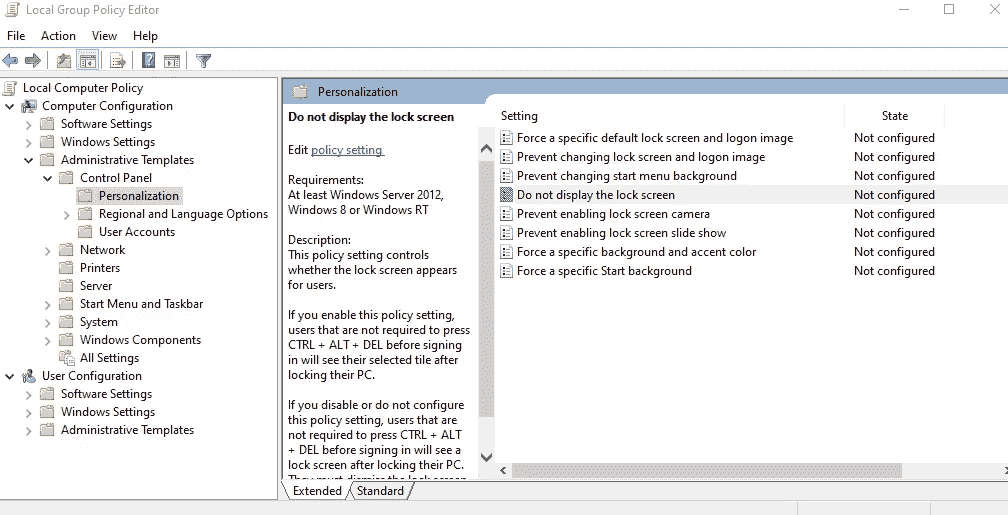 Local Group Policy Editor
File Action View Help
Local Computer Policy
Computer Configuration
Software Settings
Windows Settings
Administrative Templates
Control Panel
Personalization
Regional and Language Options
User Accounts
Network
Printers
Server
Start Menu and Taskbar
System
Windows Components
All Settings
User Configuration
Software Settings
Windows Settings
Administrative Templates
Personalization
Do not display the lock screen
Edit policy setting
Requirements:
At least Windows Server 2012,
Windows 8 or Windows RT
Description:
This policy setting controls
whether the lock screen appears
for users.
If you enable this policy setting,
users that are not required to press
CTRL + ALT + DEL before signing
in will see their selected tile after
locking their PC.
If you disable or do not configure
this policy setting, users that are
not required to press CTRL + ALT
+ DEL before signing in will see a
lock screen after locking their PC.
They must dismiss the lock screen
Setting State
Force a specific default lock screen and logon image Not configured
Prevent changing lock screen and logon image Not configured
Prevent changing start menu background Not configured
Do not display the lock screen Not configured
Prevent enabling lock screen camera Not configured
Prevent enabling lock screen slide show Not configured
Force a specific background and accent color Not configured
Force a specific Start background Not configured
Extended Standard